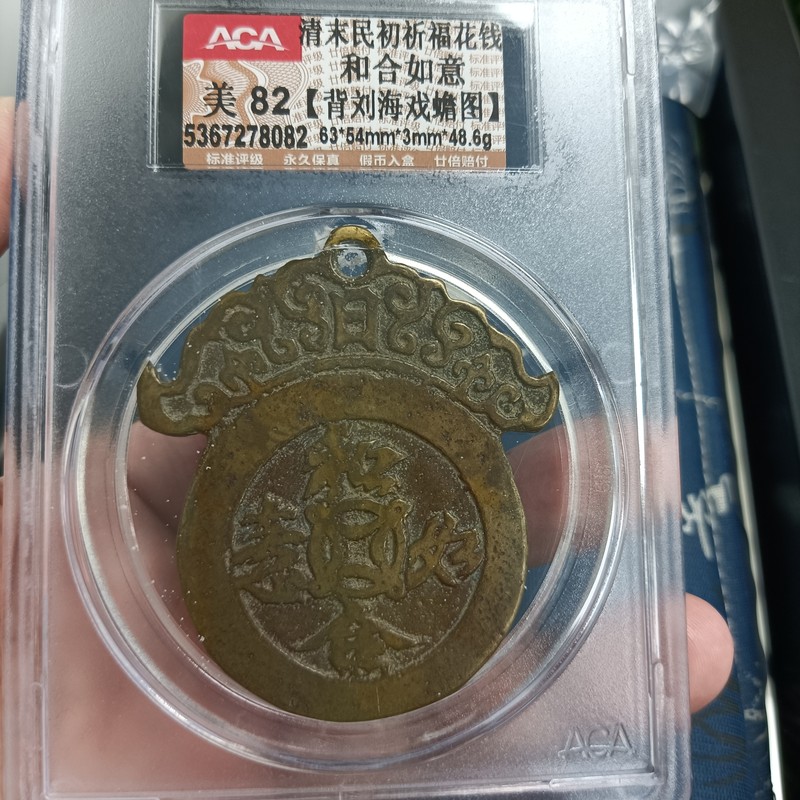 ACA 清末民初祈福花钱
和合如意
美 82【背刘海戏蟾图】
5367278082 63*54mm*3mm*48.6g
标准评级 永久保真 假币入盒 廿倍赔付
日
和
意 如
合
ACA